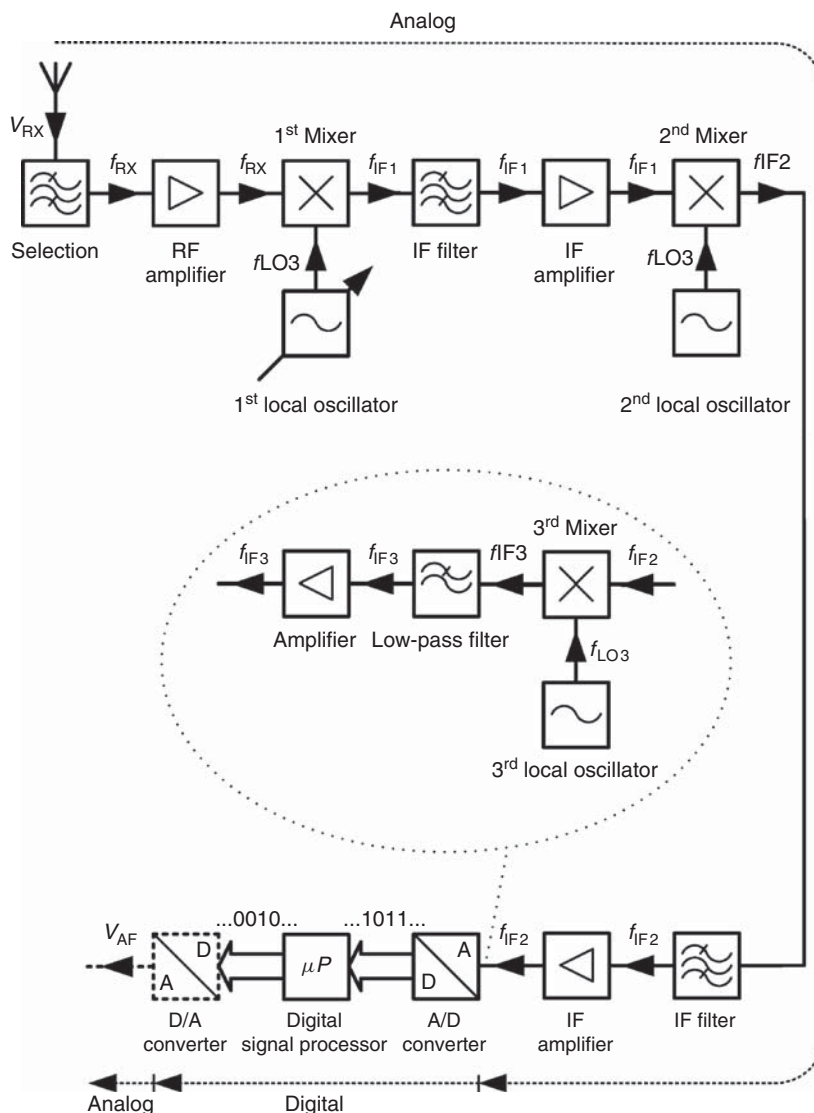 Analog
V_RX
f_RX
f_RX
1st Mixer
f_IF1
f_IF1
f_IF1
2nd Mixer
fIF2
Selection
RF amplifier
fLO3
IF filter
IF amplifier
fLO3
1st local oscillator
2nd local oscillator
f_IF3
f_IF3
fIF3
3rd Mixer
f_IF2
Amplifier
Low-pass filter
f_LO3
3rd local oscillator
V_AF
...0010...
...1011...
f_IF2
f_IF2
D
A
μP
A
D
D/A converter
Digital signal processor
A/D converter
IF amplifier
IF filter
Analog
Digital